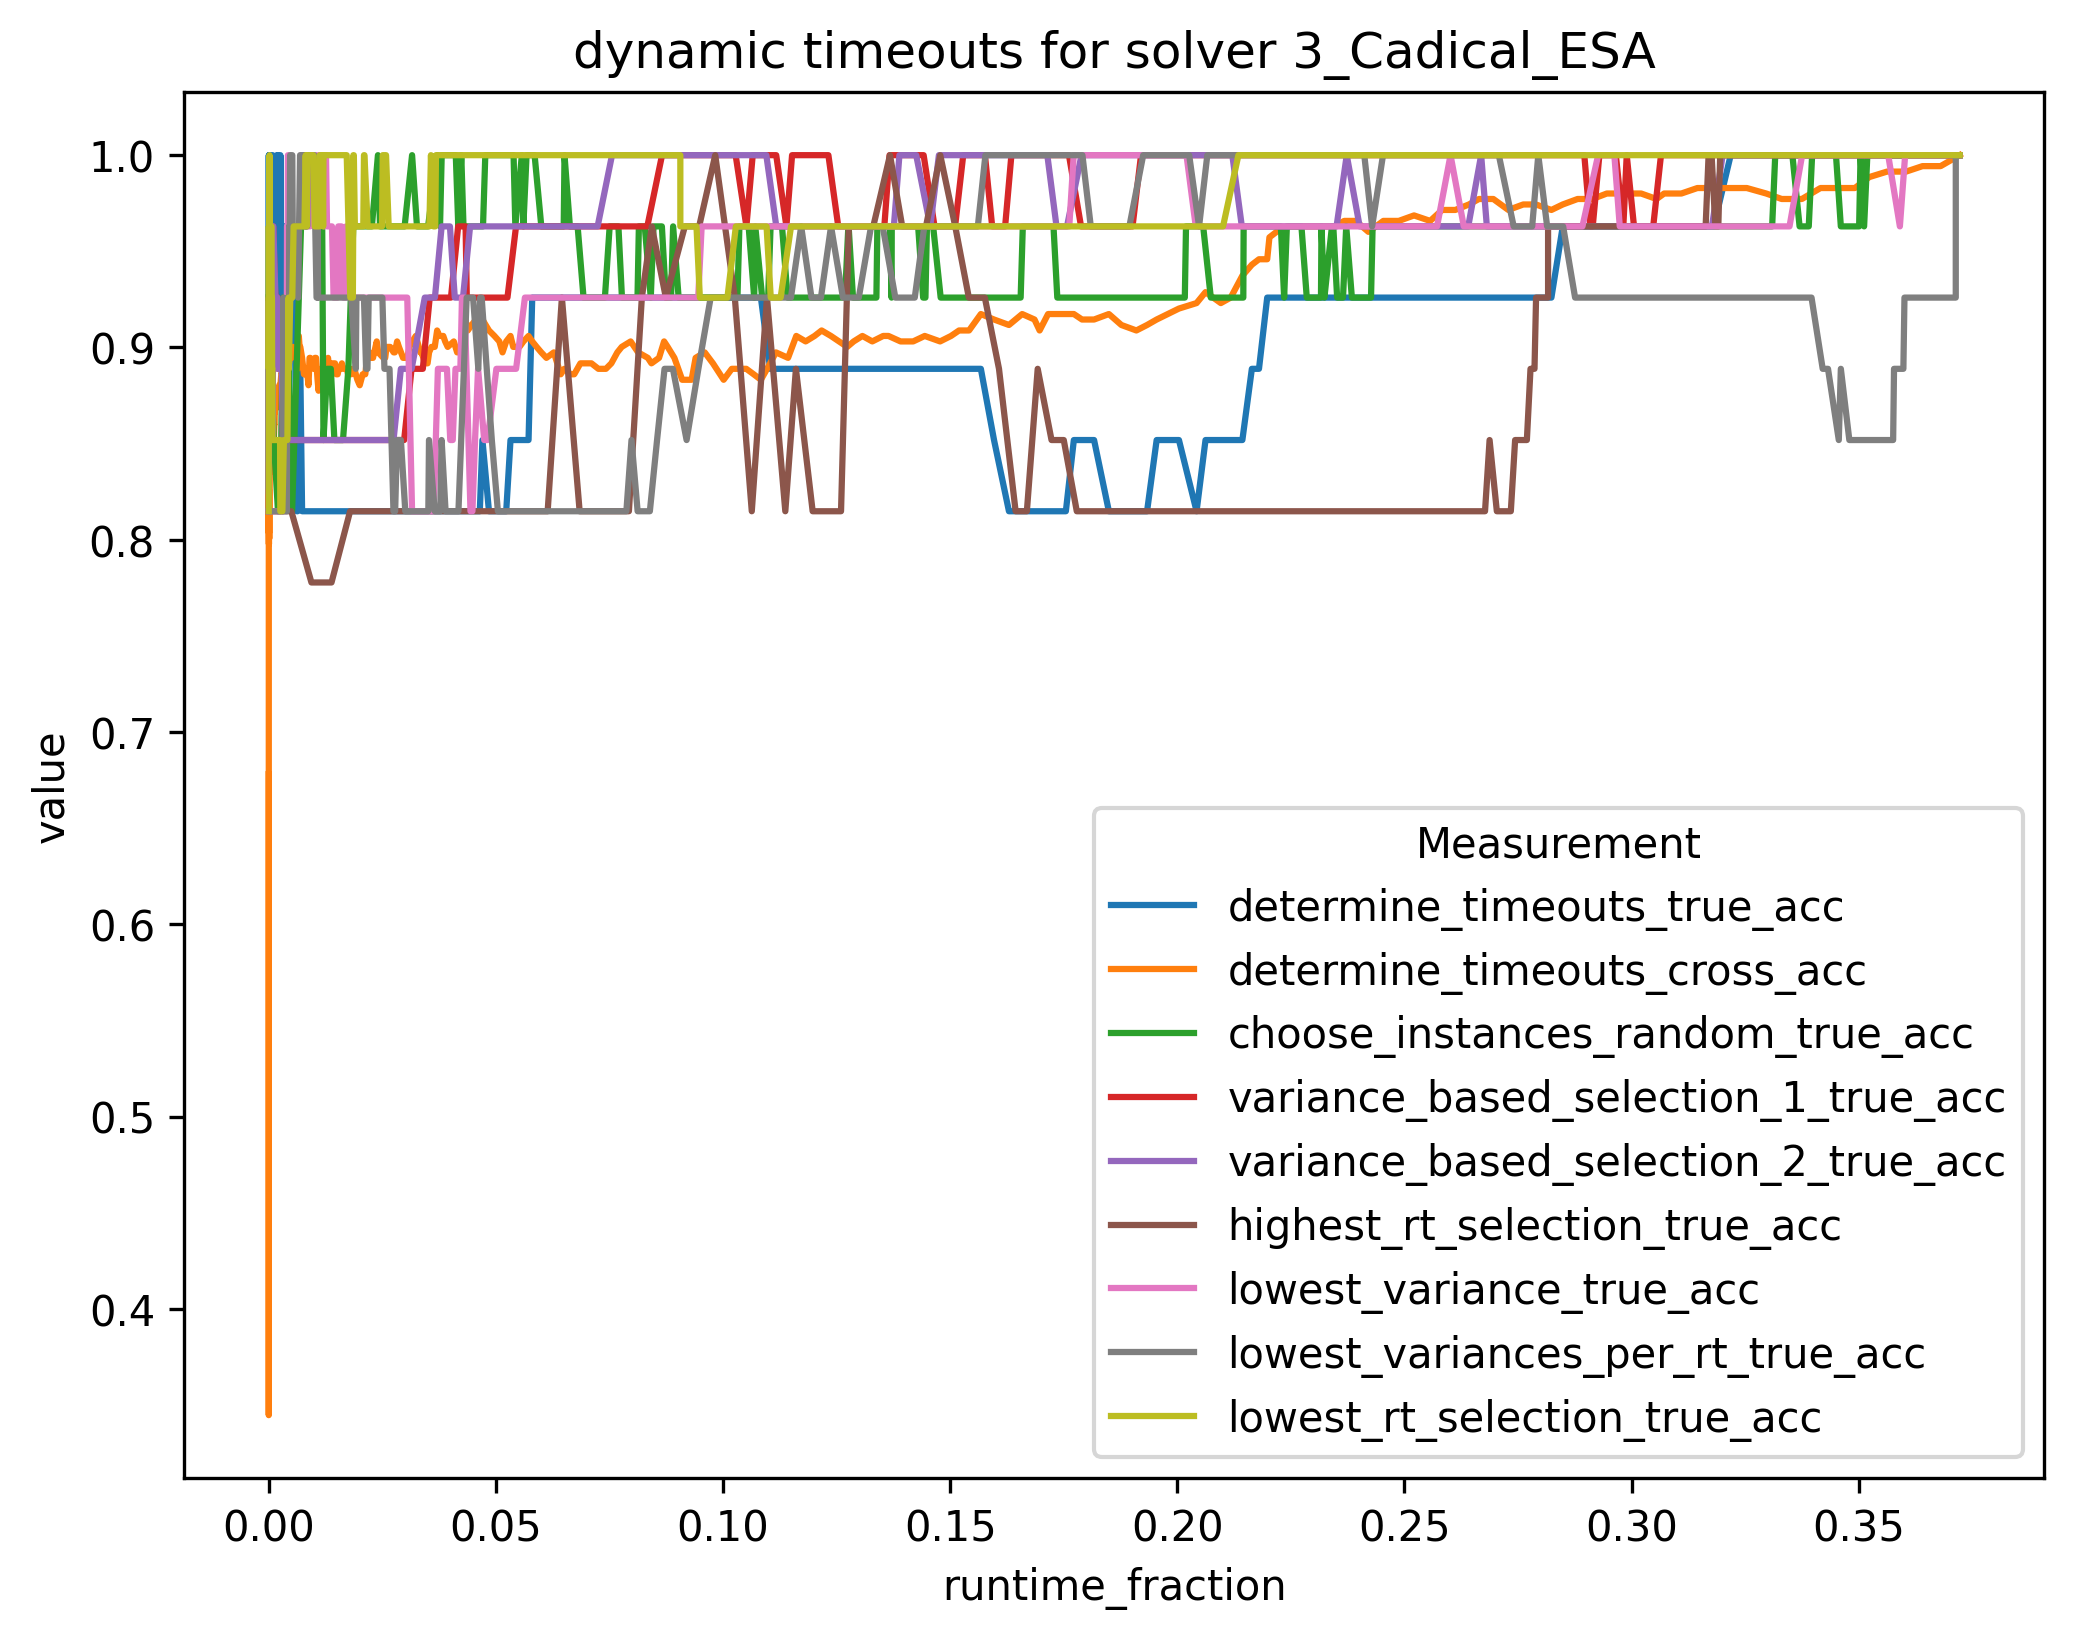 dynamic timeouts for solver 3_Cadical_ESA
1.0
0.9
0.8
0.7
0.6
0.5
0.4
value
Measurement
determine_timeouts_true_acc
determine_timeouts_cross_acc
choose_instances_random_true_acc
variance_based_selection_1_true_acc
variance_based_selection_2_true_acc
highest_rt_selection_true_acc
lowest_variance_true_acc
lowest_variances_per_rt_true_acc
lowest_rt_selection_true_acc
0.00 0.05 0.10 0.15 0.20 0.25 0.30 0.35
runtime_fraction